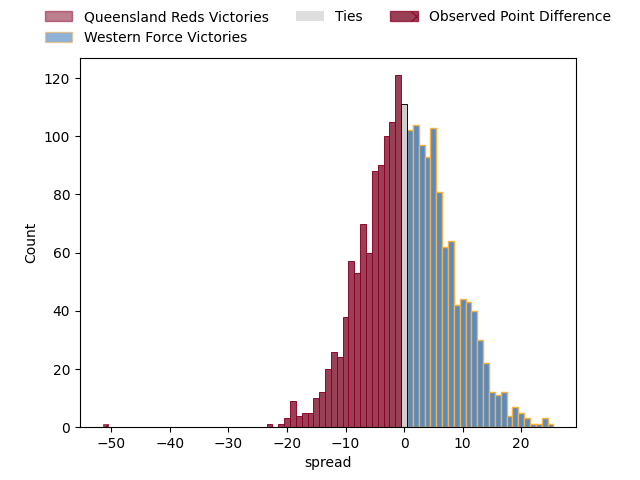 Queensland Reds Victories
Ties
Observed Point Difference
Western Force Victories
Count
120
100
80
60
40
20
0
−50
−40
−30
−20
−10
0
10
20
spread